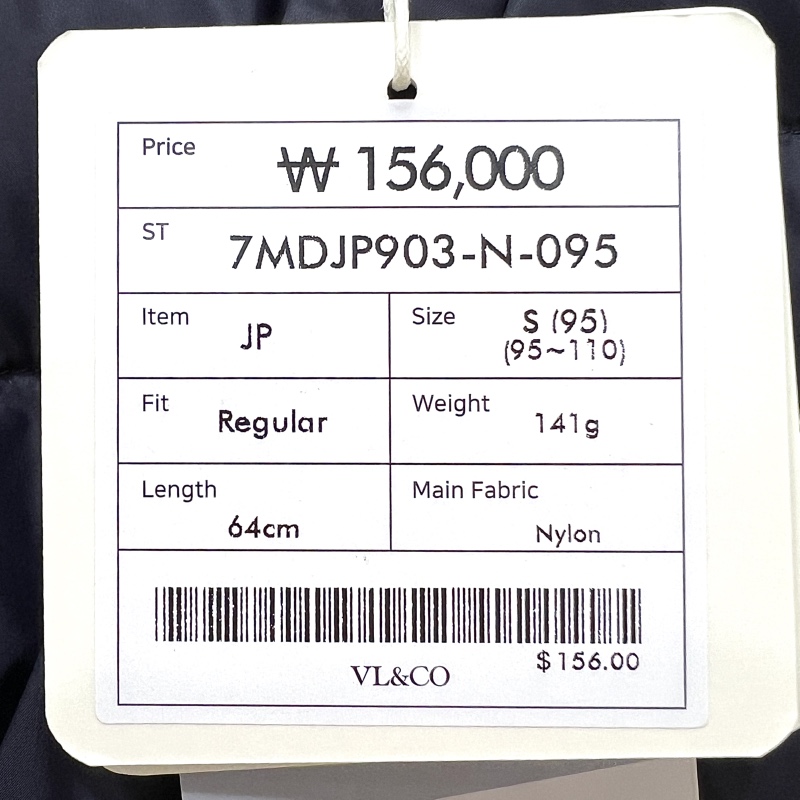 Price ₩ 156,000
ST 7MDJP903-N-095
Item JP
Size S (95)
(95~110)
Fit Regular
Weight 141g
Length 64cm
Main Fabric Nylon
$156.00
VL&CO